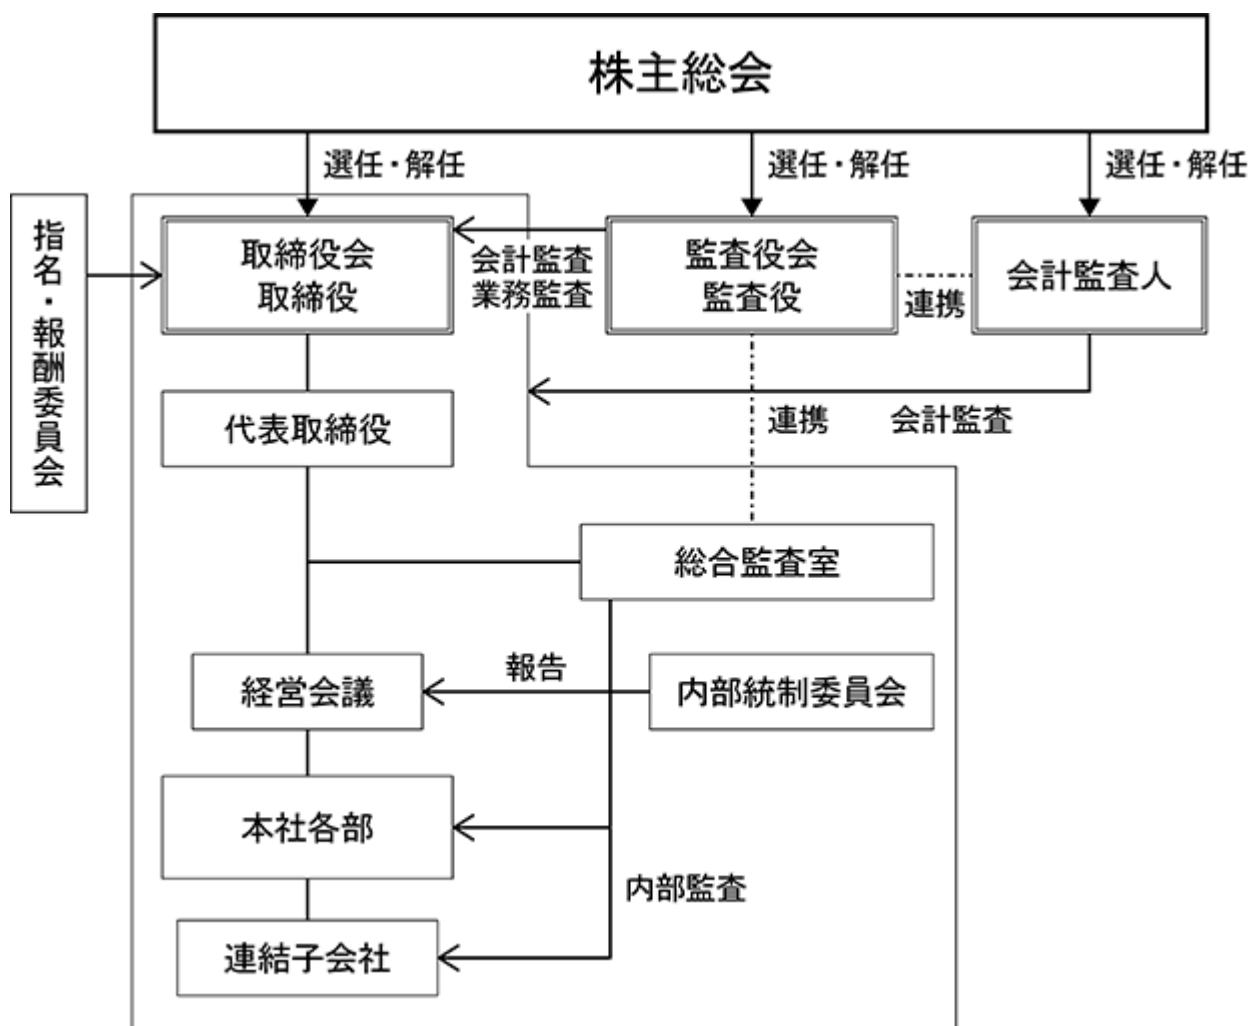 株主総会
選任・解任
選任・解任
選任・解任
指名・報酬委員会
取締役会
取締役
会計監査
業務監査
監査役会
監査役
連携
会計監査人
代表取締役
連携
会計監査
総合監査室
経営会議
報告
内部統制委員会
本社各部
内部監査
連結子会社